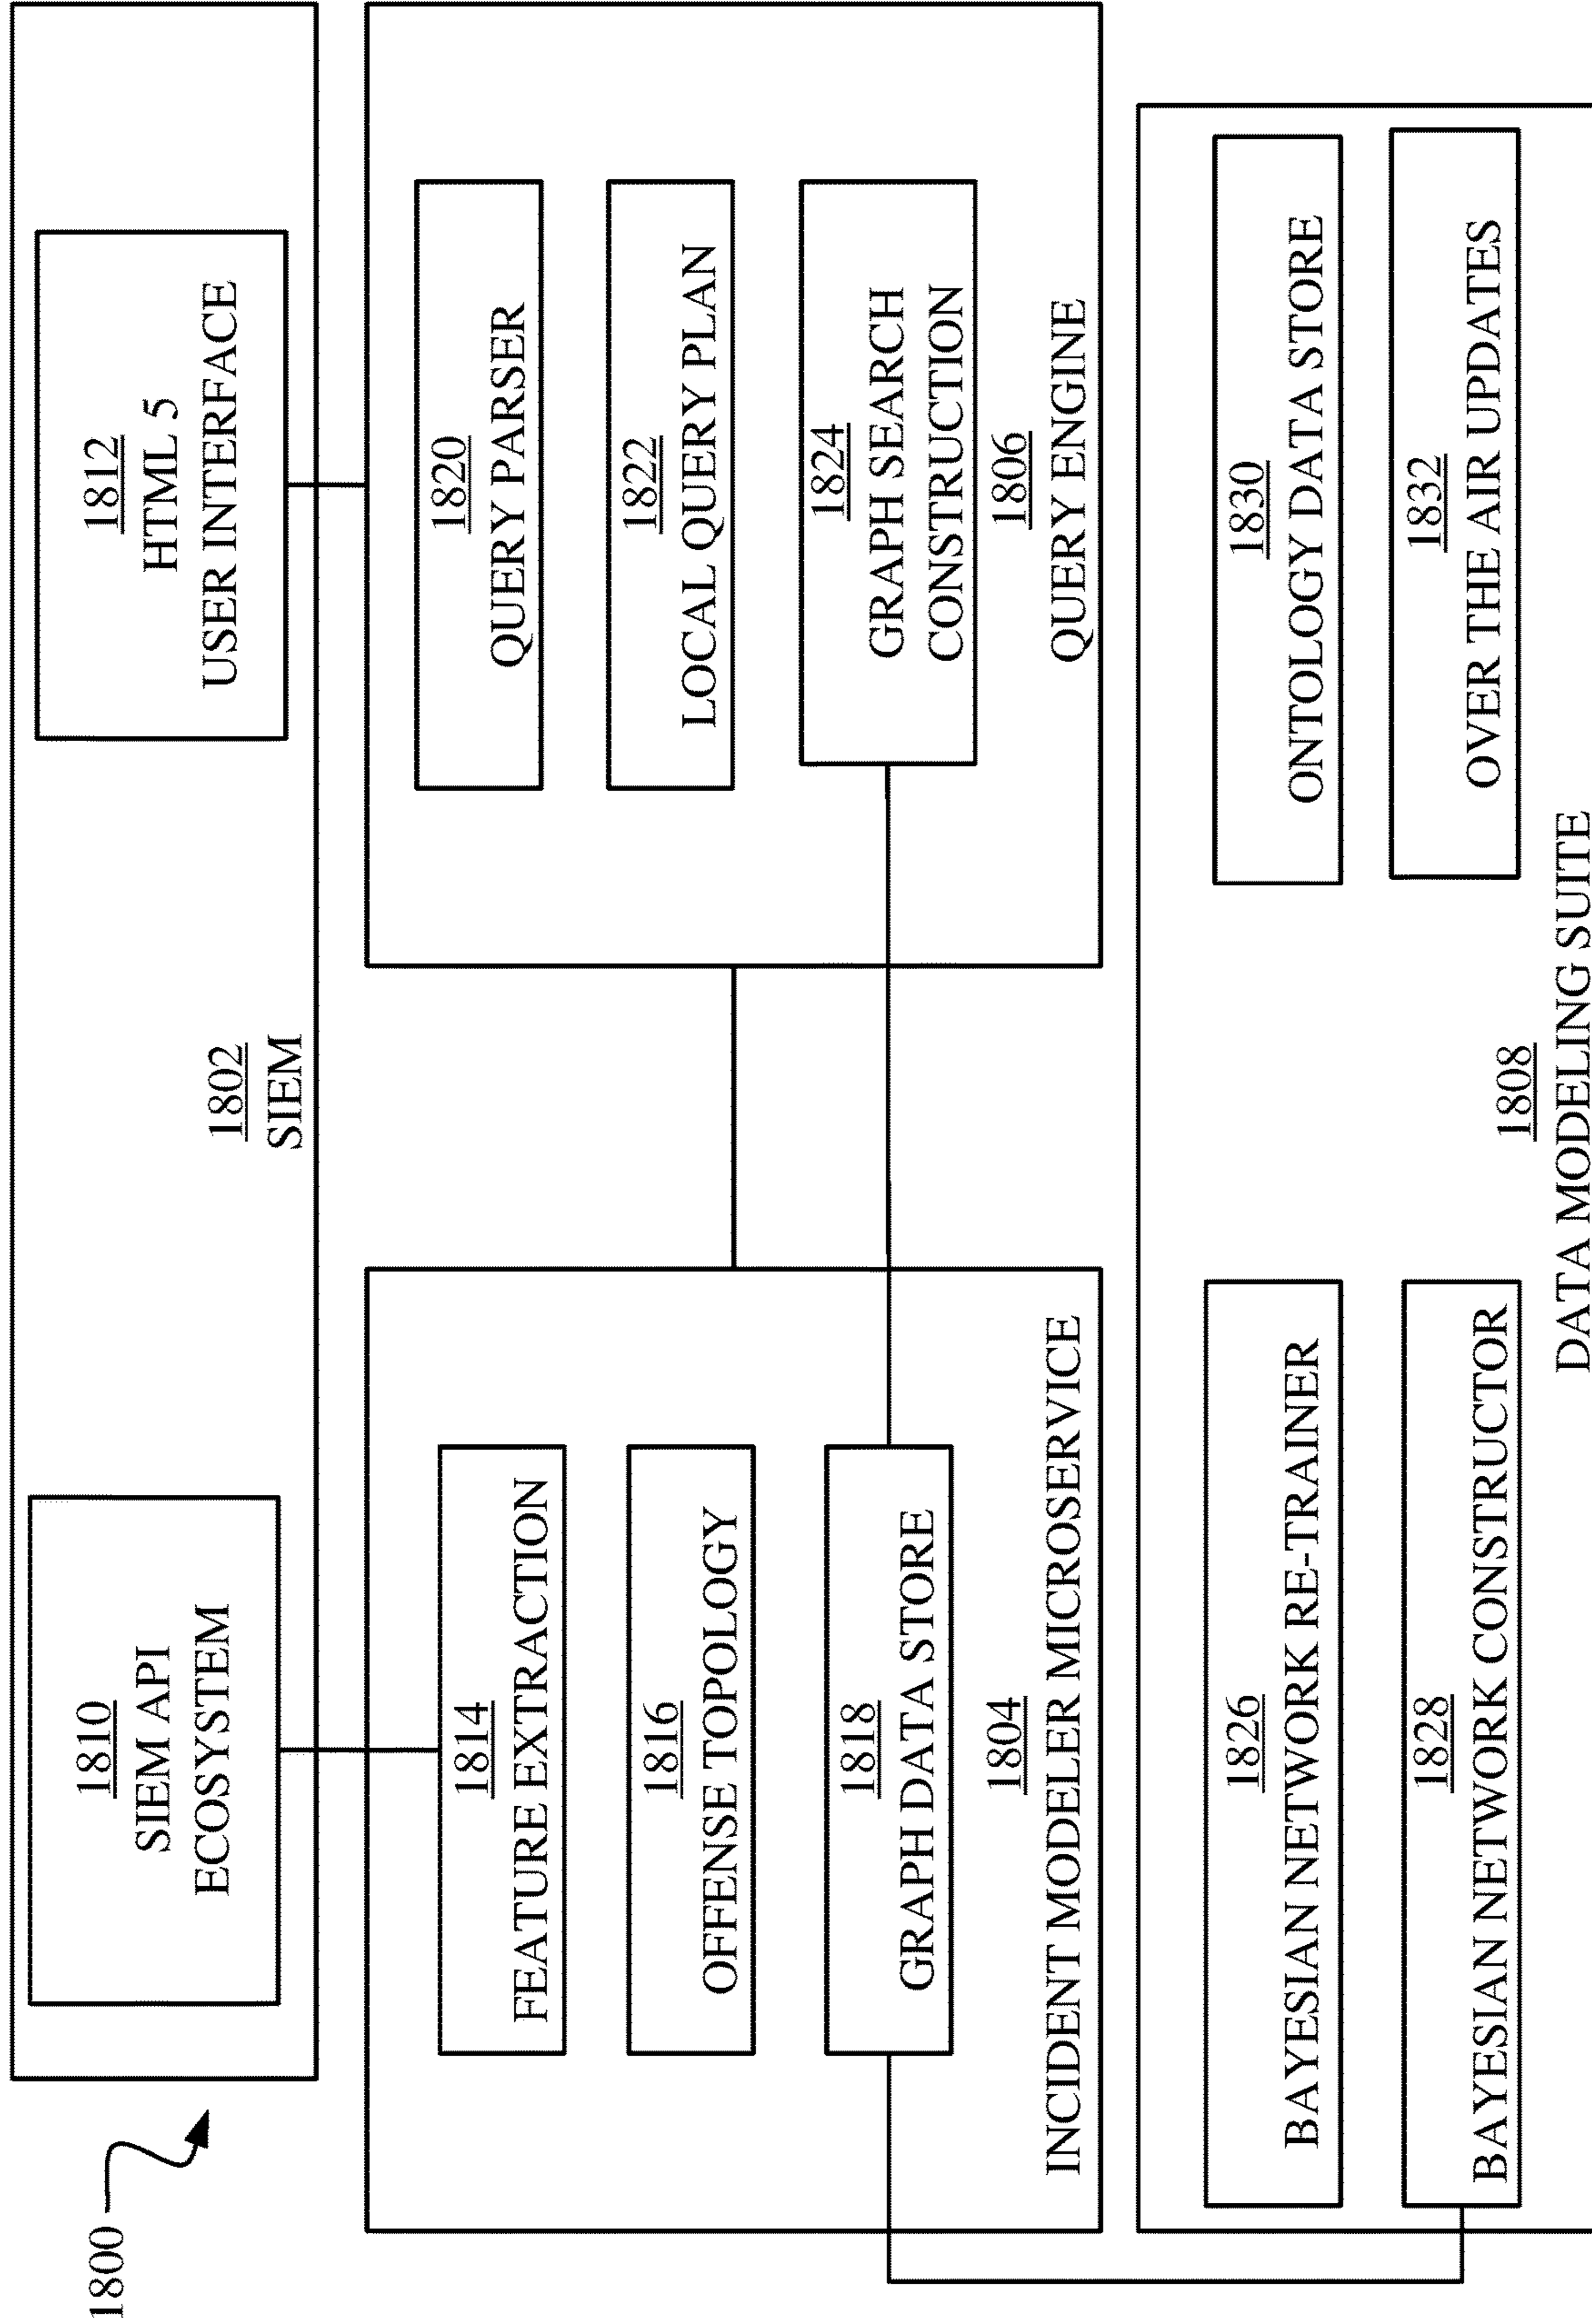 1800
1810
SIEM API
ECOSYSTEM
1812
HTML 5
USER INTERFACE
1802
SIEM
1814
FEATURE EXTRACTION
1816
OFFENSE TOPOLOGY
1818
GRAPH DATA STORE
1804
INCIDENT MODELER MICROSERVICE
1820
QUERY PARSER
1822
LOCAL QUERY PLAN
1824
GRAPH SEARCH
CONSTRUCTION
1806
QUERY ENGINE
1826
BAYESIAN NETWORK RE-TRAINER
1828
BAYESIAN NETWORK CONSTRUCTOR
1830
ONTOLOGY DATA STORE
1832
OVER THE AIR UPDATES
1808
DATA MODELING SUITE